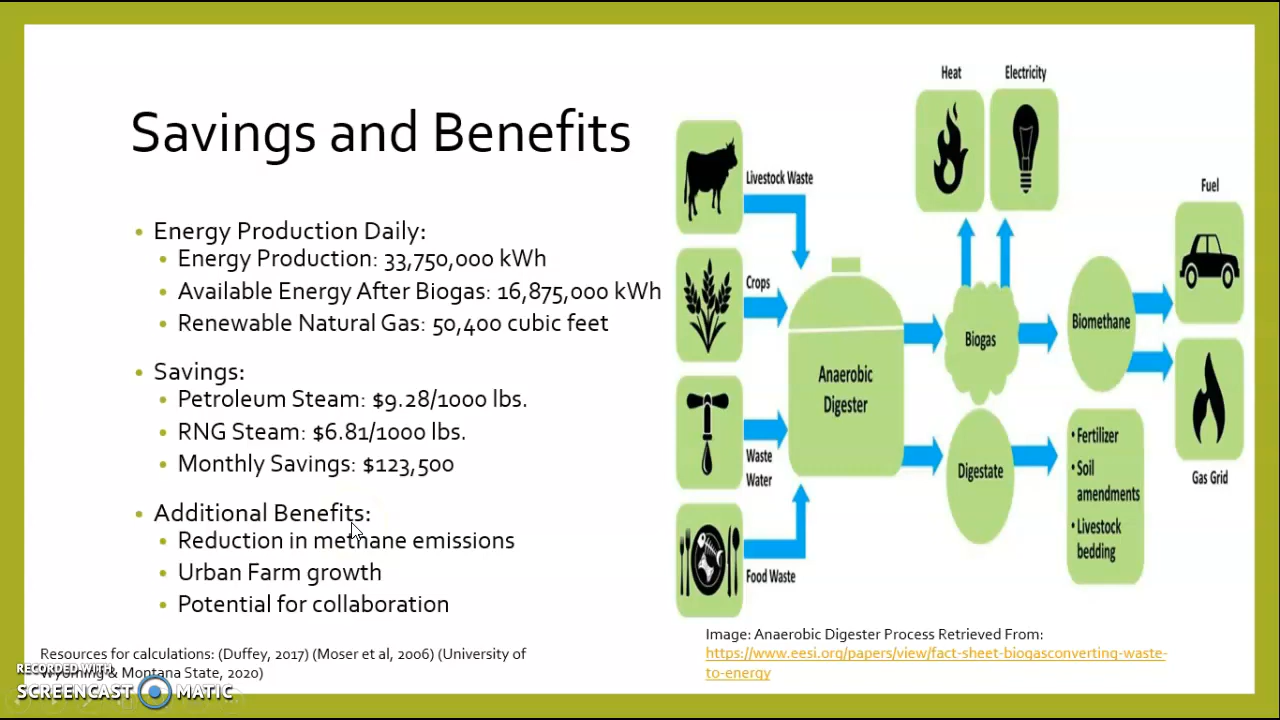 Savings and Benefits
• Energy Production Daily:
• Energy Production: 33,750,000 kWh
• Available Energy After Biogas: 16,875,000 kWh
• Renewable Natural Gas: 50,400 cubic feet
• Savings:
• Petroleum Steam: $9.28/1000 lbs.
• RNG Steam: $6.81/1000 lbs.
• Monthly Savings: $123,500
• Additional Benefits:
• Reduction in methane emissions
• Urban Farm growth
• Potential for collaboration
Resources for calculations: (Duffey, 2017) (Moser et al, 2006) (University of
Wyoming & Montana State, 2020)
RECORDED WITH
SCREENCAST MATIC
Heat
Electricity
Livestock Waste
Crops
Waste
Water
Food Waste
Anaerobic
Digester
Biogas
Digestate
Biomethane
Fuel
Gas Grid
• Fertilizer
• Soil
amendments
• Livestock
bedding
Image: Anaerobic Digester Process Retrieved From:
https://www.eesi.org/papers/view/fact-sheet-biogasconverting-waste-
to-energy